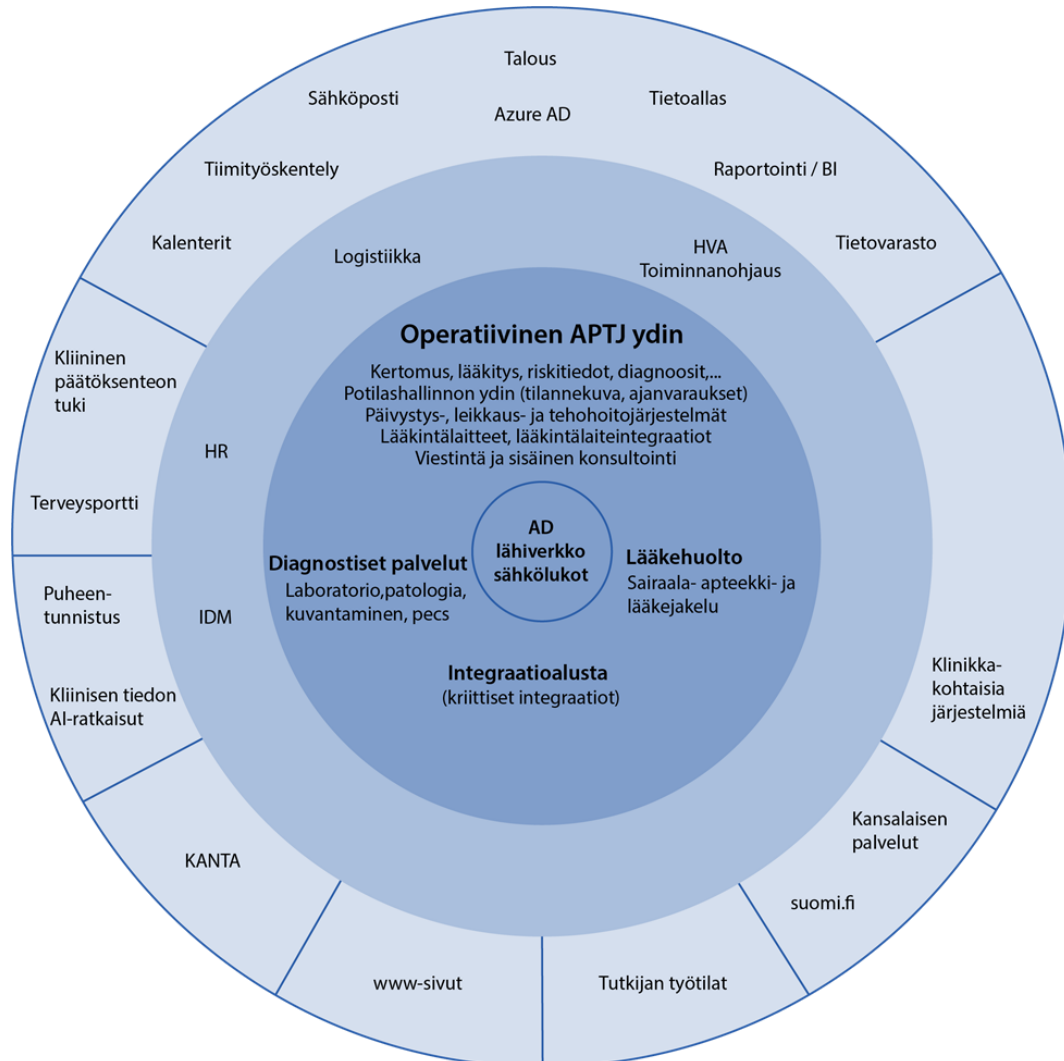 Talous
Sähköposti
Tietoallas
Azure AD
Tiimityöskentely
Raportointi / BI
Kalenterit
Tietovarasto
Logistiikka
HVA
Toiminnanohjaus
Operatiivinen APTJ ydin
Kertomus, lääkitys, riskitiedot, diagnoosit,...
Potilashallinnon ydin (tilannekuva, ajanvaraukset)
Päivystys-, leikkaus- ja tehohoitojärjestelmät
Lääkintälaitteet, lääkintälaiteintegraatiot
Viestintä ja sisäinen konsultointi
Kliininen
päätöksenteon
tuki
HR
Terveysportti
AD
lähiverkko
sähkölukot
Diagnostiset palvelut
Laboratorio,patologia,
kuvantaminen, pecs
Lääkehuolto
Sairaala- apteekki- ja
lääkejakelu
Puheen-
tunnistus
IDM
Integraatioalusta
(kriittiset integraatiot)
Kliinisen tiedon
AI-ratkaisut
Klinikka-
kohtaisia
järjestelmiä
KANTA
Kansalaisen
palvelut
suomi.fi
www-sivut
Tutkijan työtilat